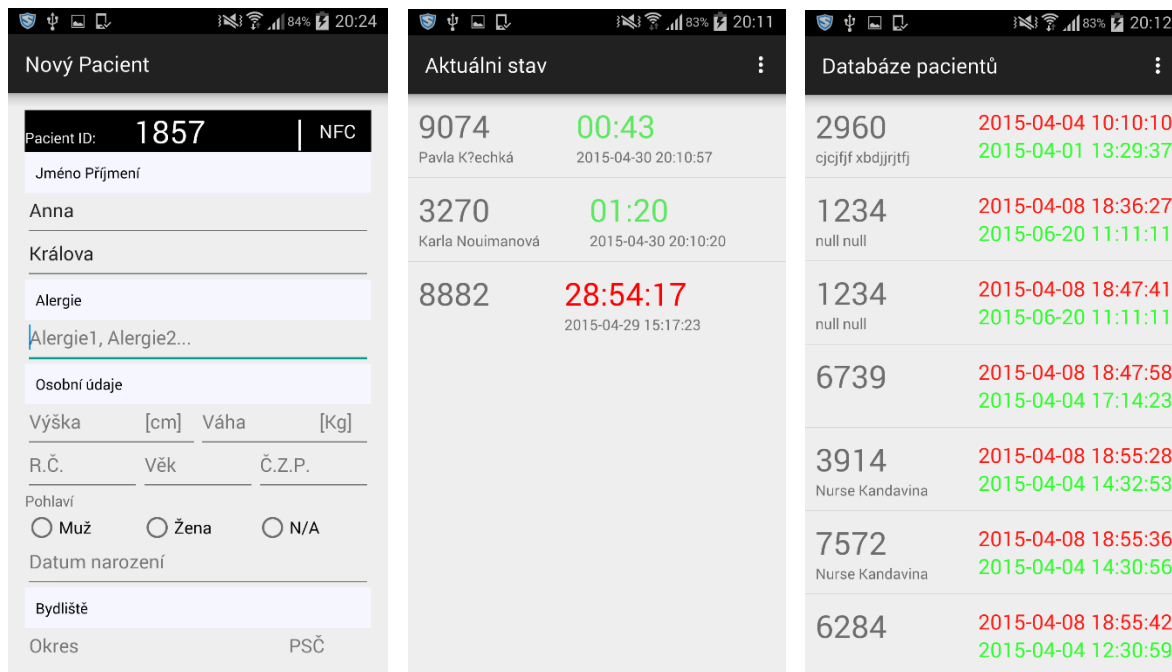 84% 20:24
Nový Pacient
Pacient ID: 1857 NFC
Jméno Příjmení
Anna
Králova
Alergie
Alergie1, Alergie2...
Osobní údaje
Výška [cm] Váha [Kg]
R.Č. Věk Č.Z.P.
Pohlaví
Muž Žena N/A
Datum narození
Bydliště
Okres PSČ
83% 20:11
Aktuálni stav
9074 00:43
Pavla K?echká 2015-04-30 20:10:57
3270 01:20
Karla Nouimanová 2015-04-30 20:10:20
8882 28:54:17
2015-04-29 15:17:23
83% 20:12
Databáze pacientů
2960 2015-04-04 10:10:10
cjcjfjf xbdjjrjtfj 2015-04-01 13:29:37
1234 2015-04-08 18:36:27
null null 2015-06-20 11:11:11
1234 2015-04-08 18:47:41
null null 2015-06-20 11:11:11
6739 2015-04-08 18:47:58
2015-04-04 17:14:23
3914 2015-04-08 18:55:28
Nurse Kandavina 2015-04-04 14:32:53
7572 2015-04-08 18:55:36
Nurse Kandavina 2015-04-04 14:30:56
6284 2015-04-08 18:55:42
2015-04-04 12:30:59